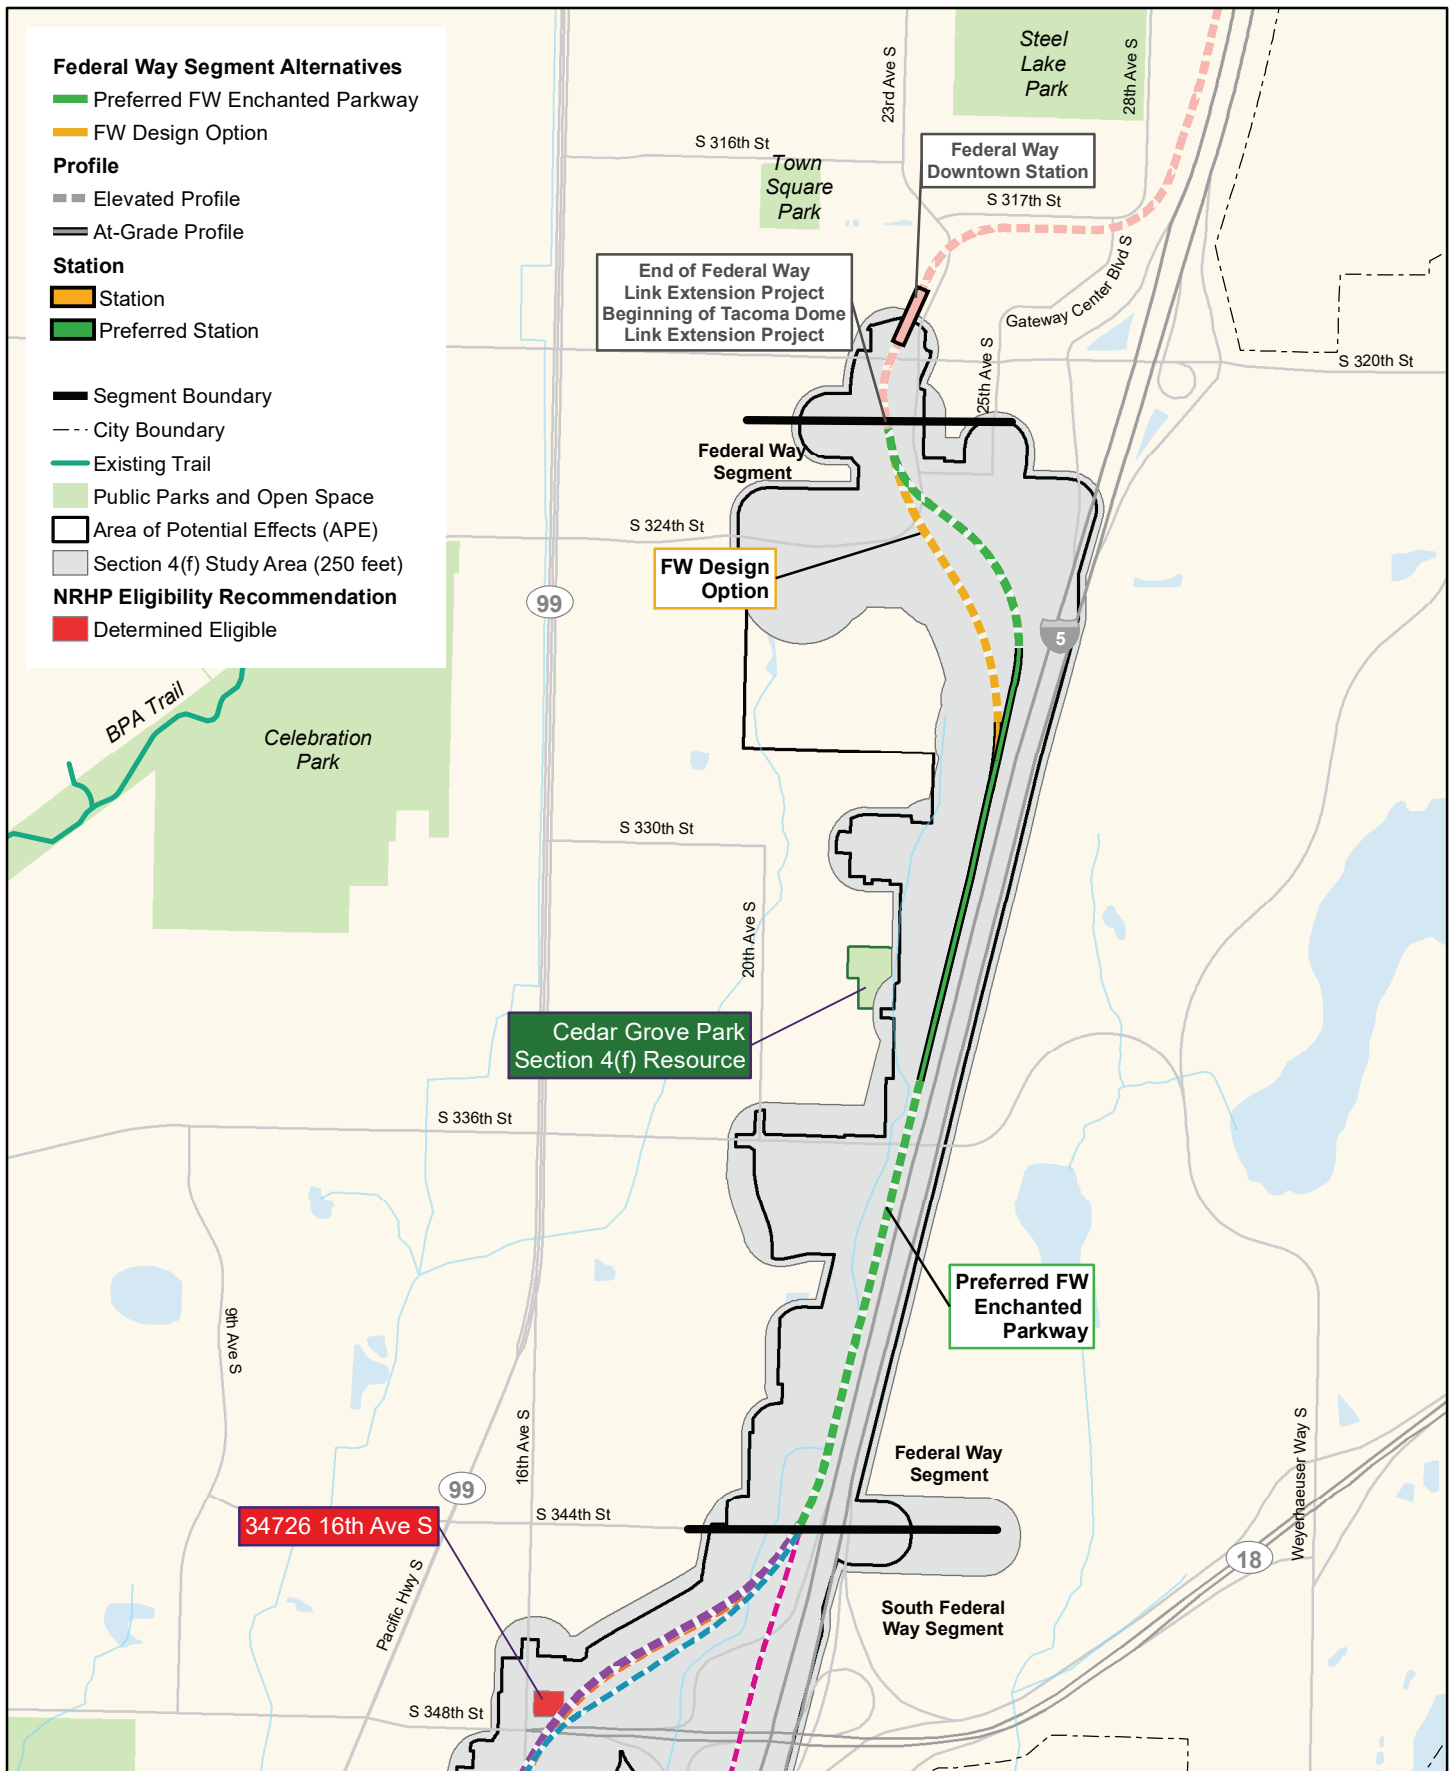 Federal Way Segment Alternatives
Preferred FW Enchanted Parkway
FW Design Option
Profile
Elevated Profile
At-Grade Profile
Station
Station
Preferred Station
Segment Boundary
City Boundary
Existing Trail
Public Parks and Open Space
Area of Potential Effects (APE)
Section 4(f) Study Area (250 feet)
NRHP Eligibility Recommendation
Determined Eligible
Steel
Lake
Park
23rd Ave S
28th Ave S
S 316th St
Town
Square
Park
Federal Way
Downtown Station
S 317th St
Gateway Center Blvd S
End of Federal Way
Link Extension Project
Beginning of Tacoma Dome
Link Extension Project
25th Ave S
S 320th St
Federal Way
Segment
S 324th St
FW Design
Option
99
5
BPA Trail
Celebration
Park
S 330th St
20th Ave S
Cedar Grove Park
Section 4(f) Resource
S 336th St
Preferred FW
Enchanted
Parkway
9th Ave S
16th Ave S
Federal Way
Segment
Weyerhaeuser Way S
99
34726 16th Ave S
S 344th St
18
Pacific Hwy S
South Federal
Way Segment
S 348th St